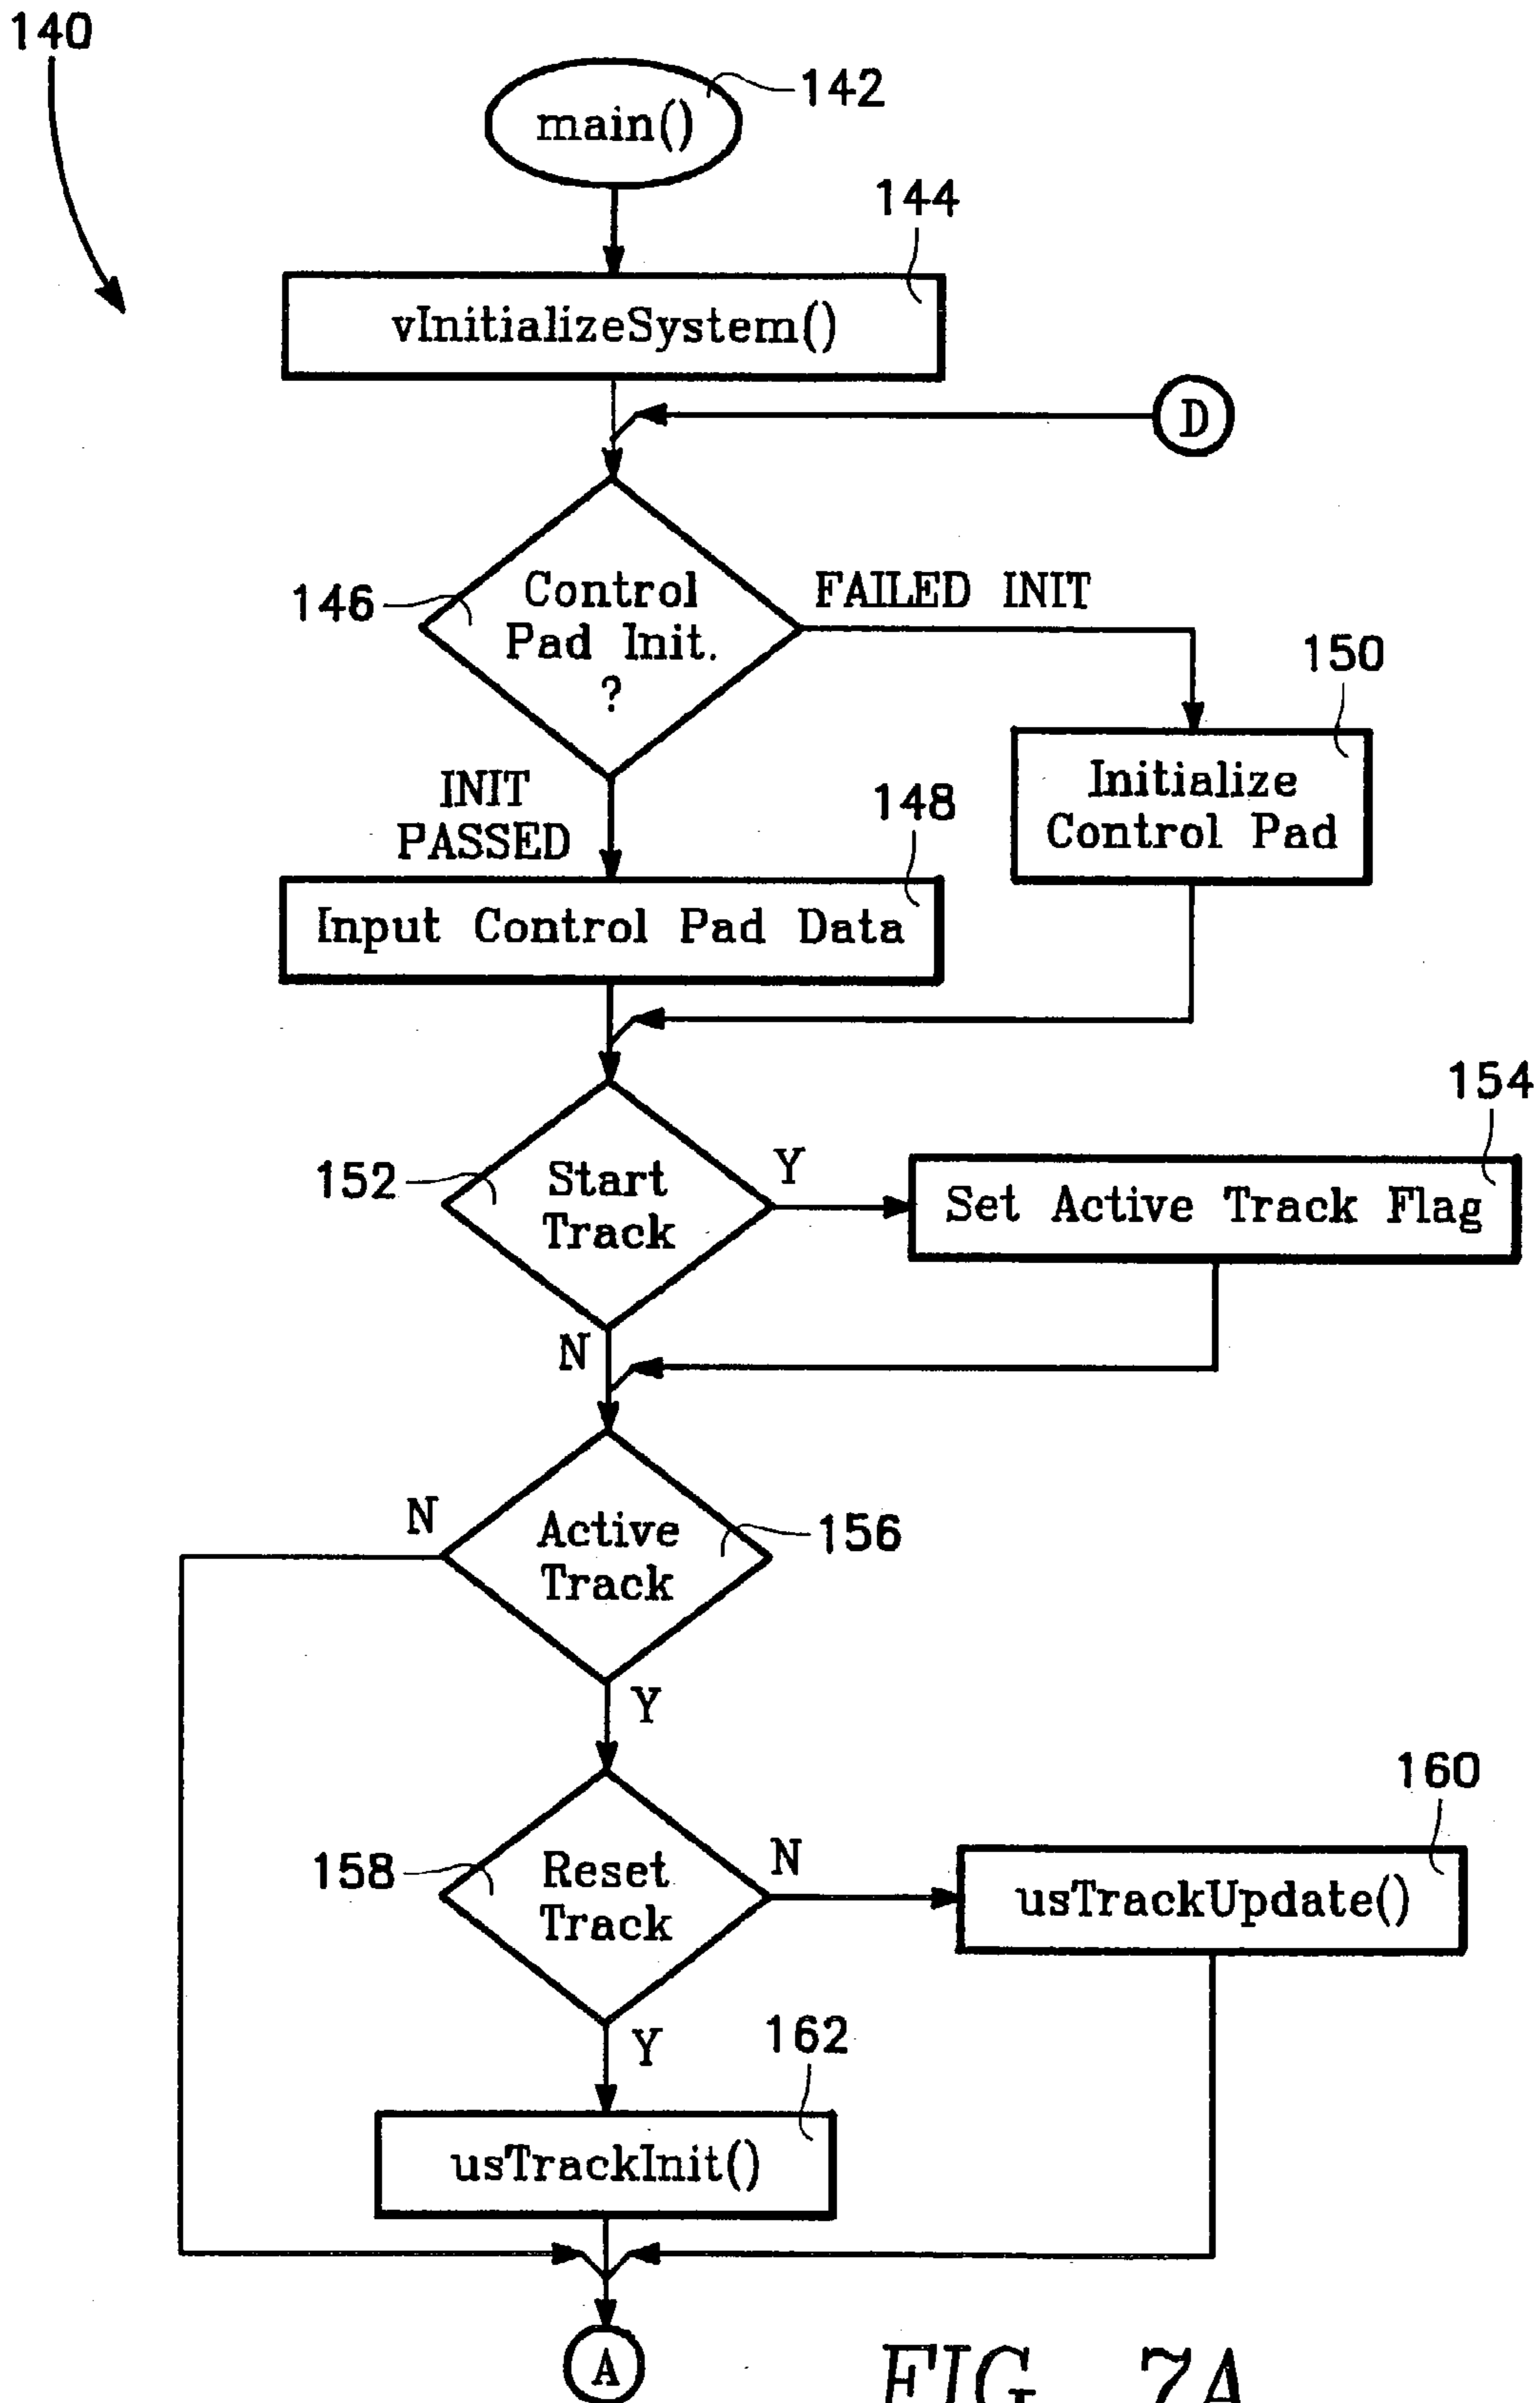 140
main()
142
144
vInitializeSystem()
D
146
Control
Pad Init.
?
FAILED INIT
150
Initialize
Control Pad
INIT
PASSED
148
Input Control Pad Data
152
Start
Track
Y
154
Set Active Track Flag
N
N
Active
Track
156
Y
158
Reset
Track
N
160
usTrackUpdate()
Y
162
usTrackInit()
A
FIG. 7A